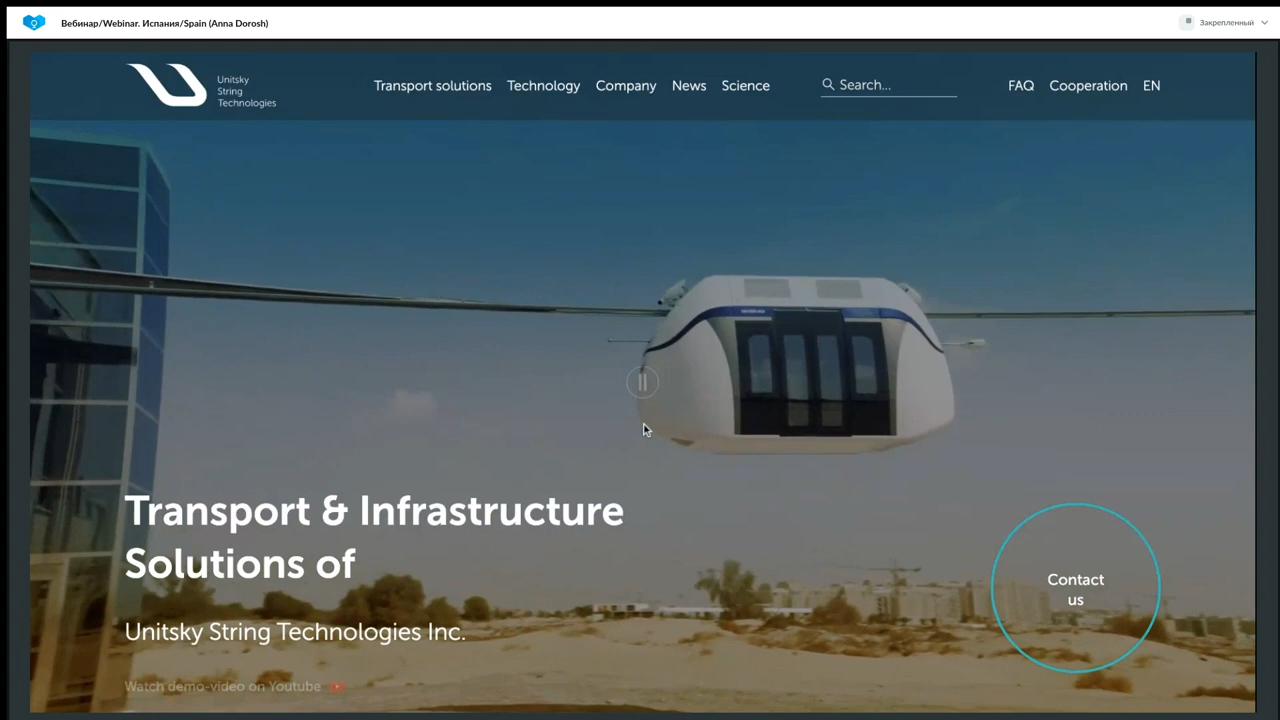 Вебинар/Webinar. Испания/Spain (Anna Dorosh)
Закрепленный
Unitsky
String
Technologies
Transport solutions
Technology
Company
News
Science
Search...
FAQ
Cooperation
EN
Transport & Infrastructure
Solutions of
Unitsky String Technologies Inc.
Watch demo-video on Youtube
Contact
us